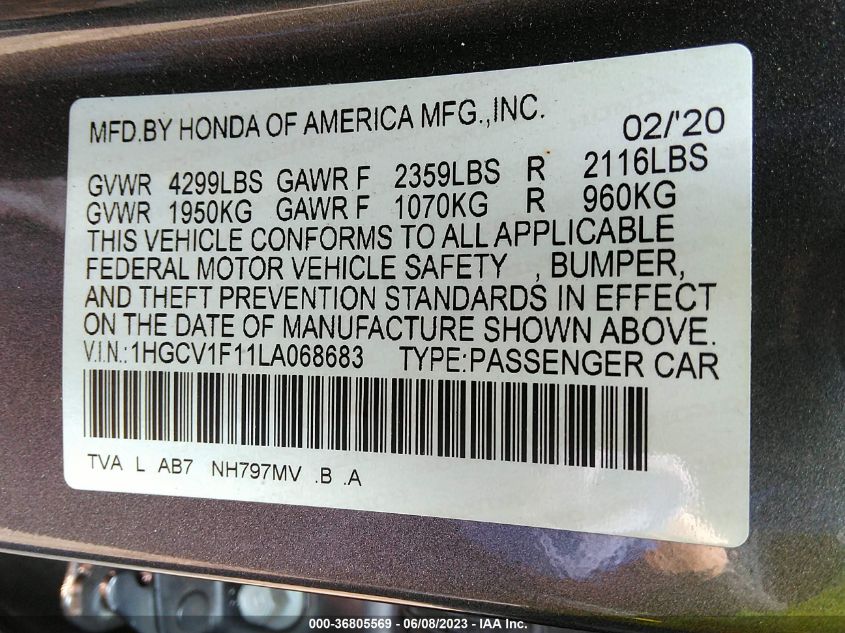 MFD.BY HONDA OF AMERICA MFG.,INC. 02/'20
GVWR 4299LBS GAWR F 2359LBS R 2116LBS
GVWR 1950KG GAWR F 1070KG R 960KG
THIS VEHICLE CONFORMS TO ALL APPLICABLE
FEDERAL MOTOR VEHICLE SAFETY , BUMPER,
AND THEFT PREVENTION STANDARDS IN EFFECT
ON THE DATE OF MANUFACTURE SHOWN ABOVE.
V.I.N.:1HGCV1F11LA068683 TYPE:PASSENGER CAR
TVA L AB7 NH797MV .B .A
000-36805569 - 06/08/2023 - IAA Inc.